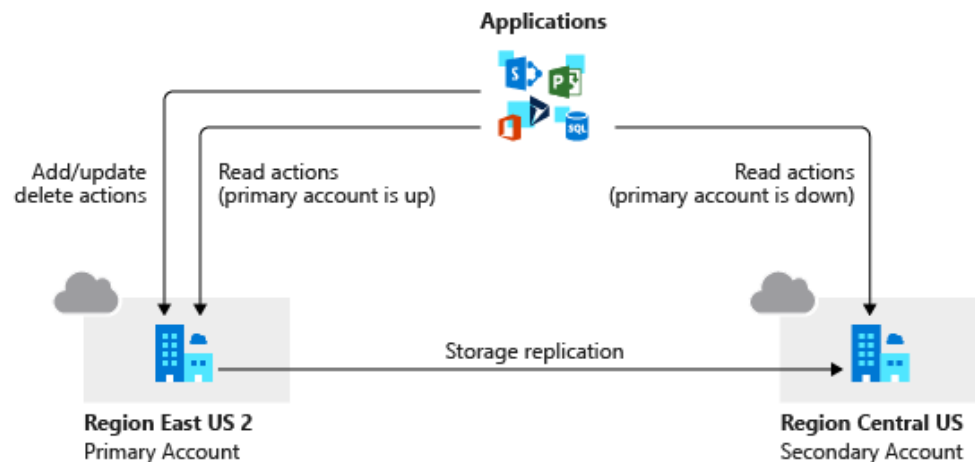 Applications
S
P
SQL
Add/update
delete actions
Read actions
(primary account is up)
Read actions
(primary account is down)
Storage replication
Region East US 2
Primary Account
Region Central US
Secondary Account